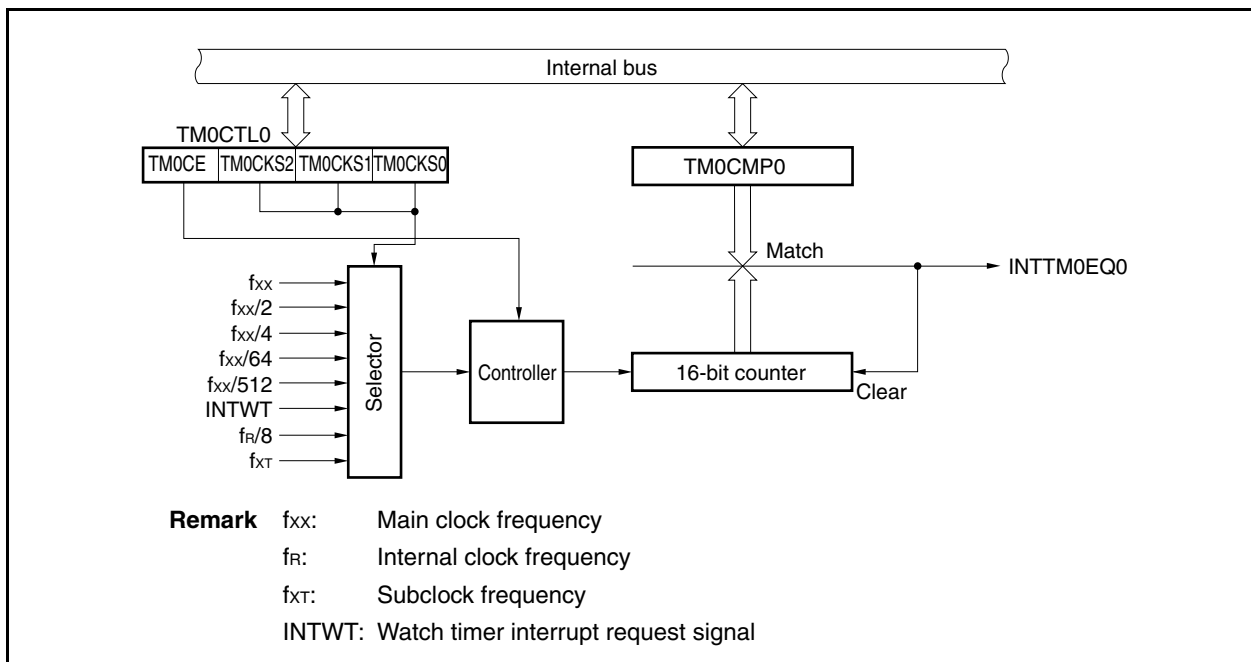 Internal bus
TM0CTL0
TM0CE TM0CKS2 TM0CKS1 TM0CKS0
TM0CMP0
Match
INTTM0EQ0
fXX
fXX/2
fXX/4
fXX/64
fXX/512
INTWT
fR/8
fXT
Selector
Controller
16-bit counter
Clear
Remark fXX: Main clock frequency
fR: Internal clock frequency
fXT: Subclock frequency
INTWT: Watch timer interrupt request signal